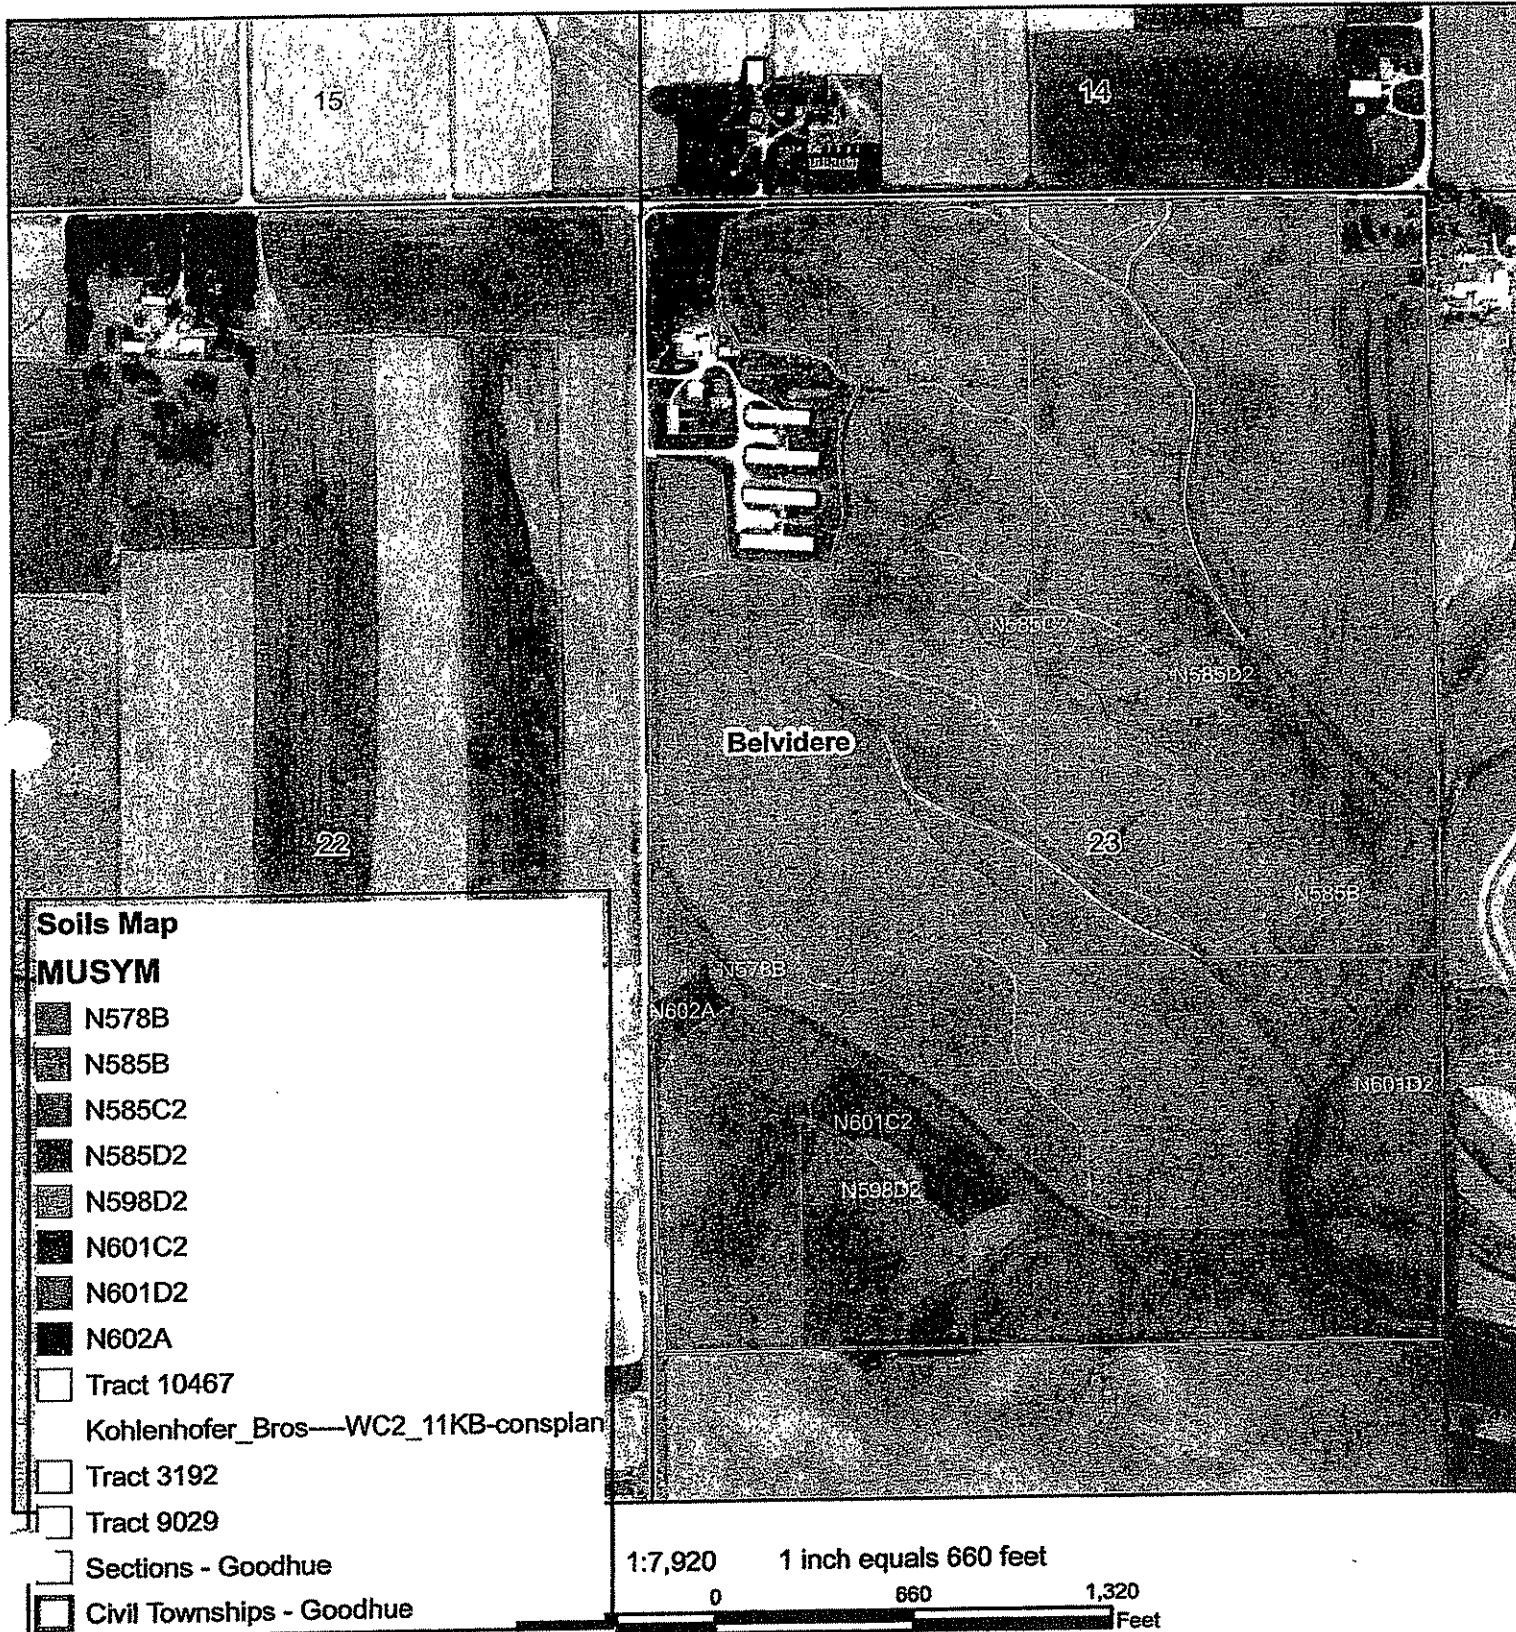 15
14
N585C2
N585D2
Belvidere
22
23
N585B
N578B
N602A
N601D2
N601C2
N598D2
Soils Map
MUSYM
N578B
N585B
N585C2
N585D2
N598D2
N601C2
N601D2
N602A
Tract 10467
Kohlenhofer_Bros----WC2_11KB-consplan
Tract 3192
Tract 9029
Sections - Goodhue
Civil Townships - Goodhue
1:7,920 1 inch equals 660 feet
0 660 1,320
Feet